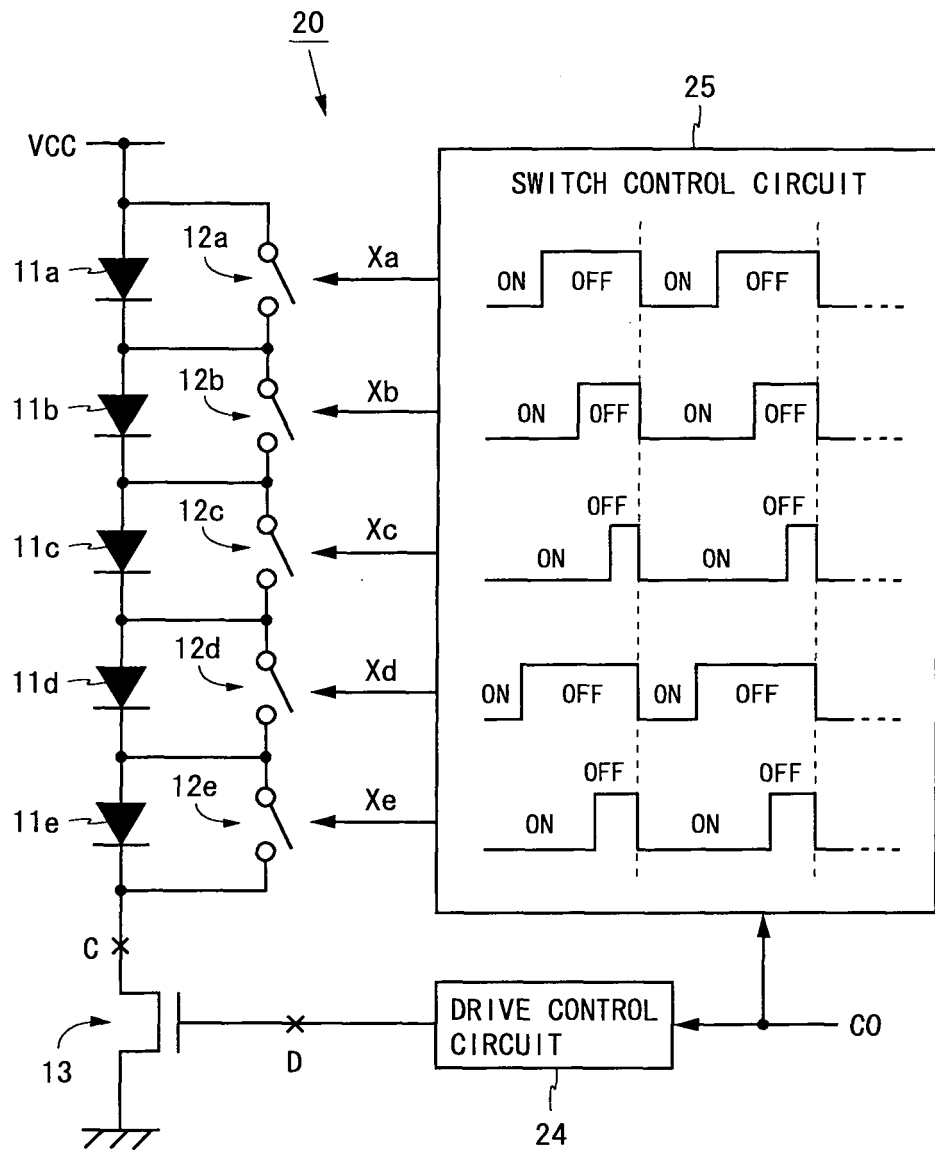 20
25
VCC
SWITCH CONTROL CIRCUIT
11a
12a
Xa
ON OFF ON OFF
11b
12b
Xb
ON OFF ON OFF
11c
12c
Xc
OFF OFF
ON ON
11d
12d
Xd
ON OFF ON OFF
11e
12e
Xe
OFF OFF
ON ON
C
13
D
DRIVE CONTROL
CIRCUIT
CO
24